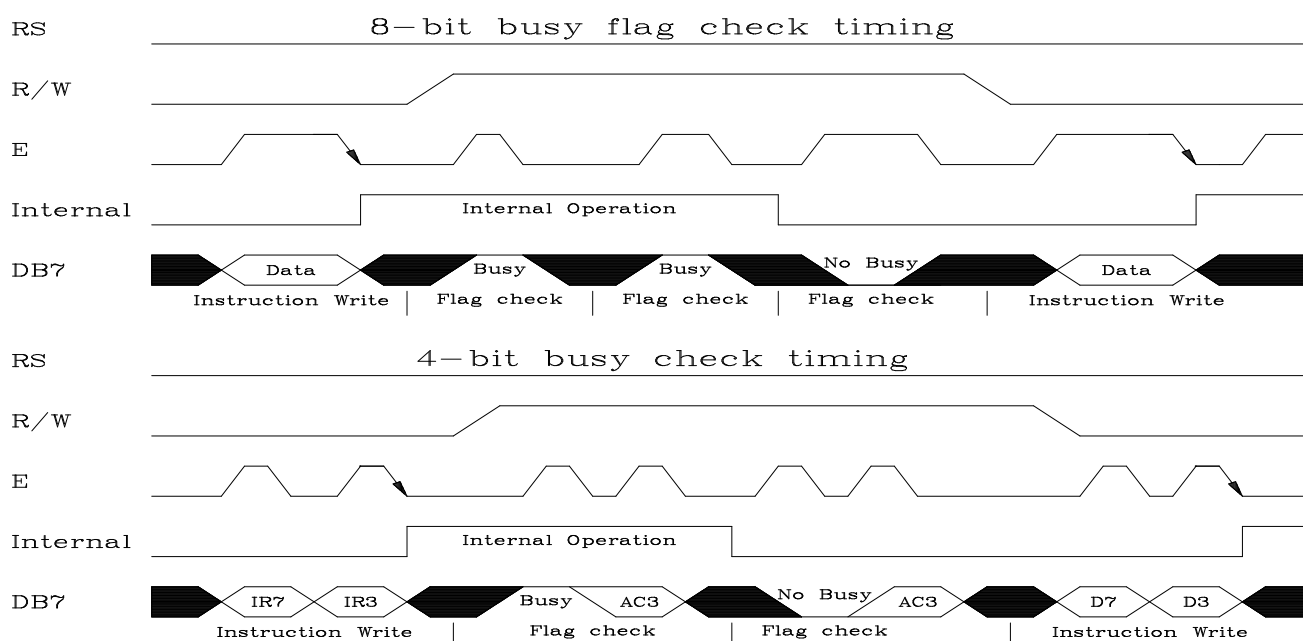 RS 8-bit busy flag check timing
R/W
E
Internal Internal Operation
DB7 Data Busy Busy No Busy Data
Instruction Write Flag check Flag check Flag check Instruction Write
RS 4-bit busy check timing
R/W
E
Internal Internal Operation
DB7 IR7 IR3 Busy AC3 No Busy AC3 D7 D3
Instruction Write Flag check Flag check Instruction Write